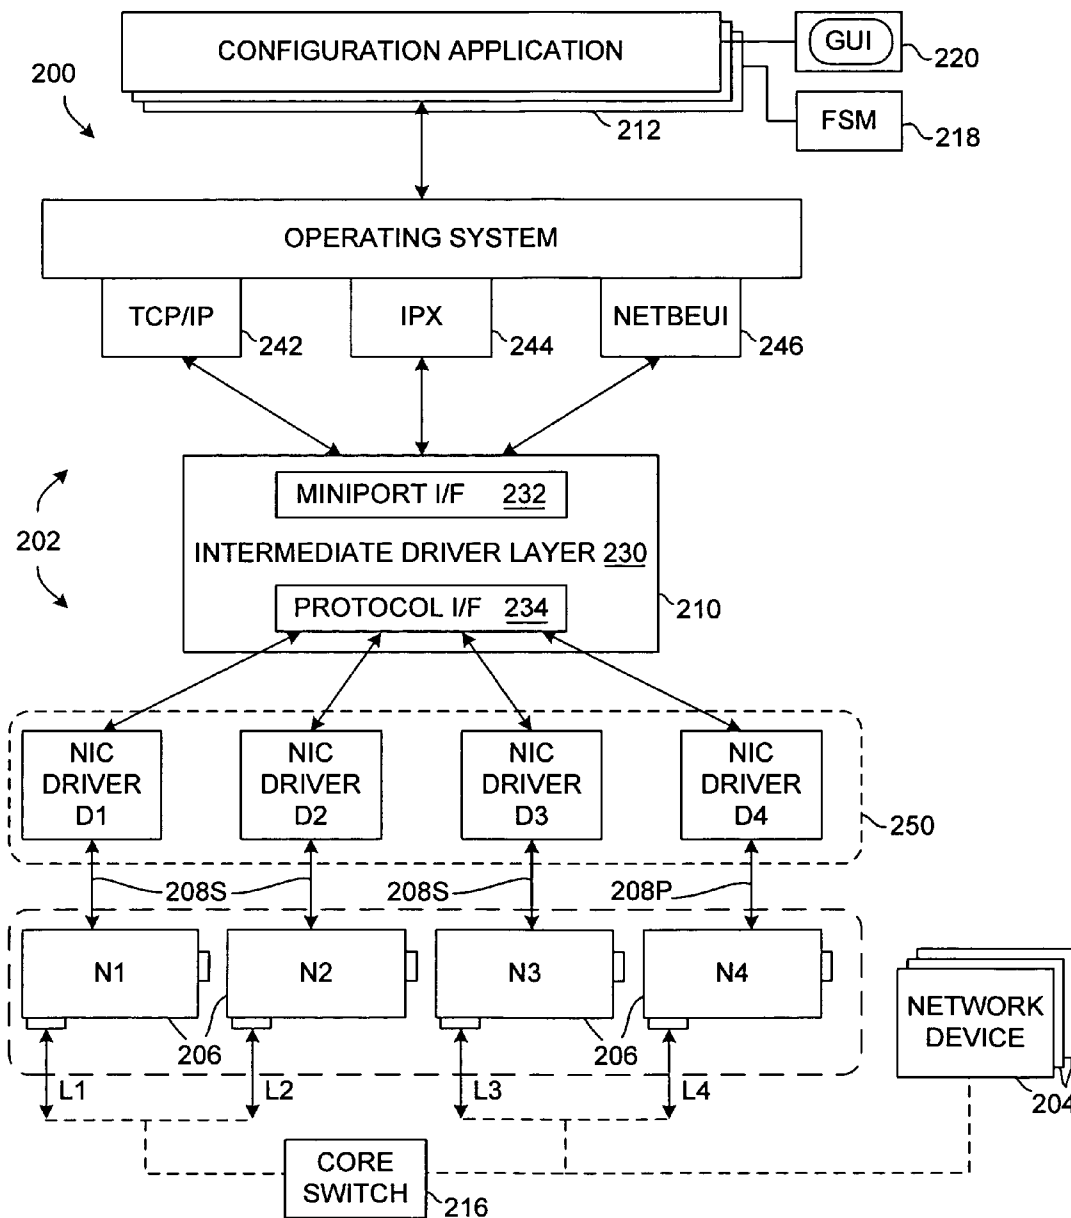 CONFIGURATION APPLICATION
GUI
220
200
212
FSM
218
OPERATING SYSTEM
TCP/IP
242
IPX
244
NETBEUI
246
MINIPORT I/F 232
202
INTERMEDIATE DRIVER LAYER 230
PROTOCOL I/F 234
210
NIC
DRIVER
D1
NIC
DRIVER
D2
NIC
DRIVER
D3
NIC
DRIVER
D4
250
208S
208S
208P
N1
N2
N3
N4
206
206
NETWORK
DEVICE
204
L1
L2
L3
L4
CORE
SWITCH
216